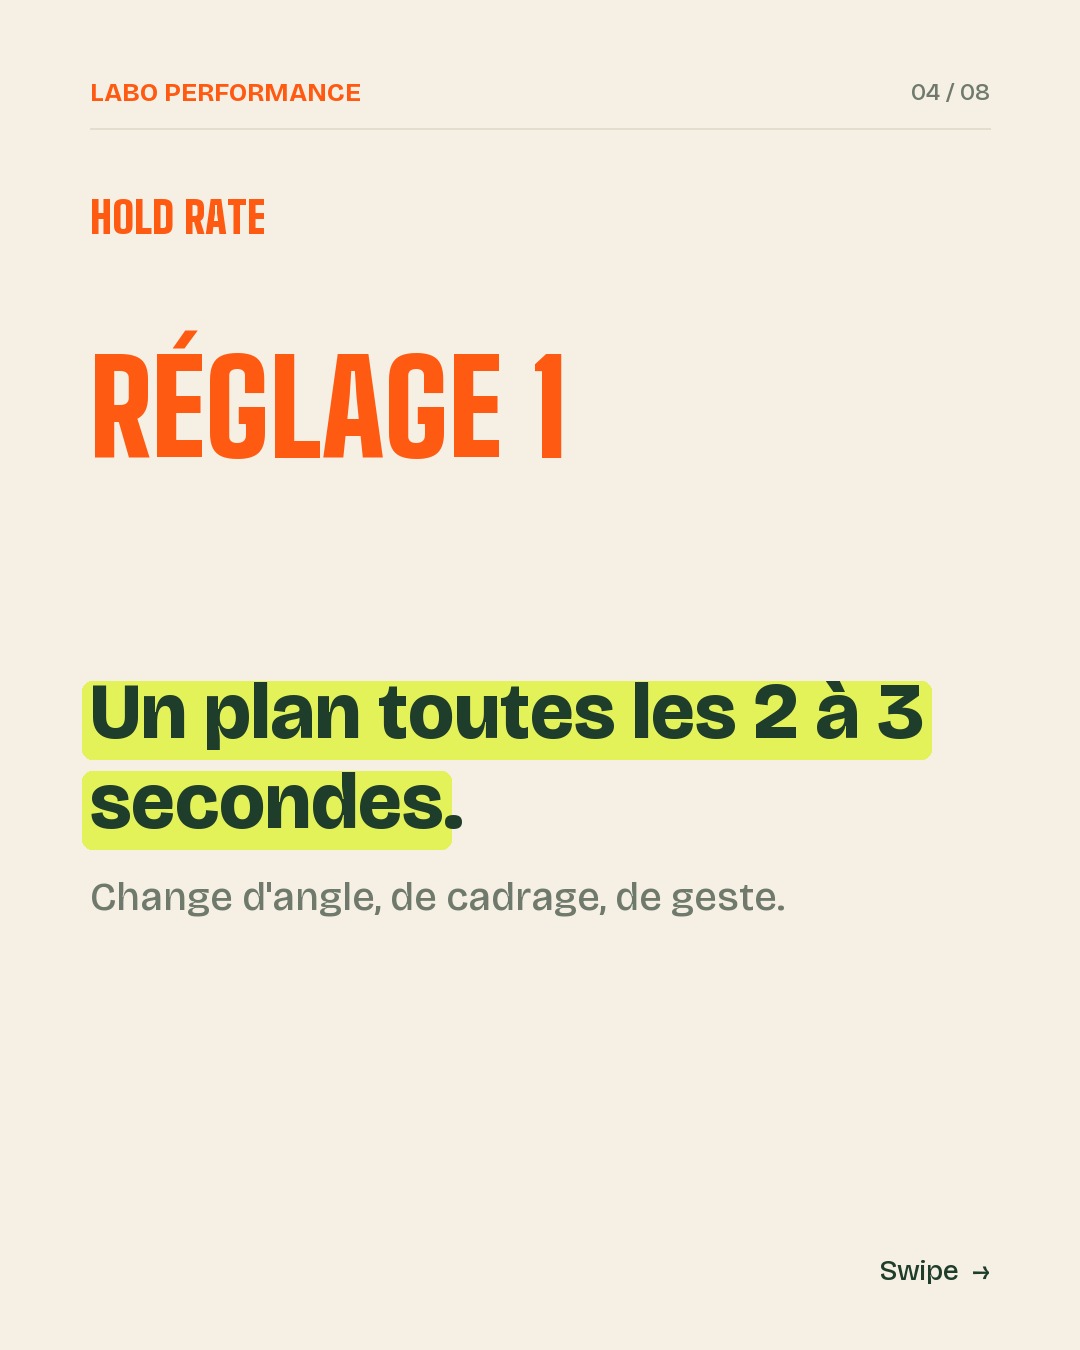 LABO PERFORMANCE
04 / 08
HOLD RATE
RÉGLAGE 1
Un plan toutes les 2 à 3
secondes.
Change d'angle, de cadrage, de geste.
Swipe →